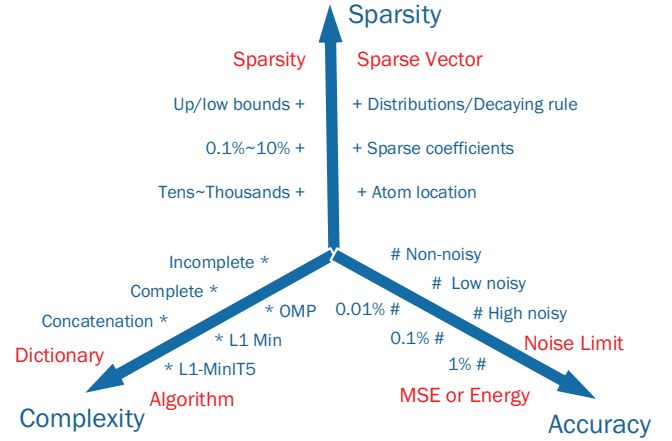 Sparsity
Sparsity
Sparse Vector
Up/low bounds +
+ Distributions/Decaying rule
0.1%~10% +
+ Sparse coefficients
Tens~Thousands +
+ Atom location
Incomplete *
# Non-noisy
Complete *
# Low noisy
Concatenation *
* OMP
0.01% #
# High noisy
Dictionary
* L1 Min
0.1% #
Noise Limit
* L1-MinIT5
1% #
Algorithm
MSE or Energy
Complexity
Accuracy